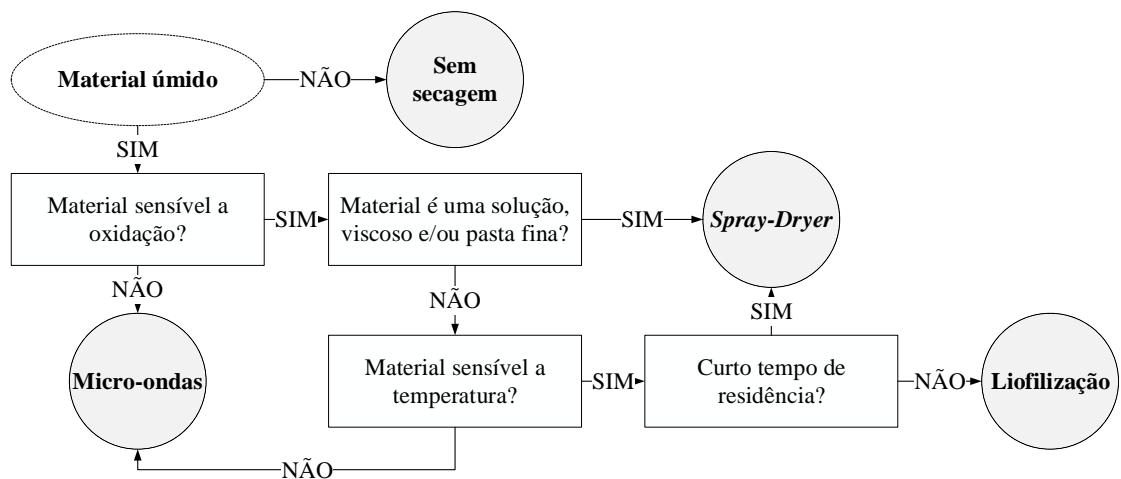 Material úmido
NÃO
Sem
secagem
SIM
Material sensível a
oxidação?
SIM
Material é uma solução,
viscoso e/ou pasta fina?
SIM
Spray-Dryer
NÃO
NÃO
SIM
Micro-ondas
Material sensível a
temperatura?
SIM
Curto tempo de
residência?
NÃO
Liofilização
NÃO